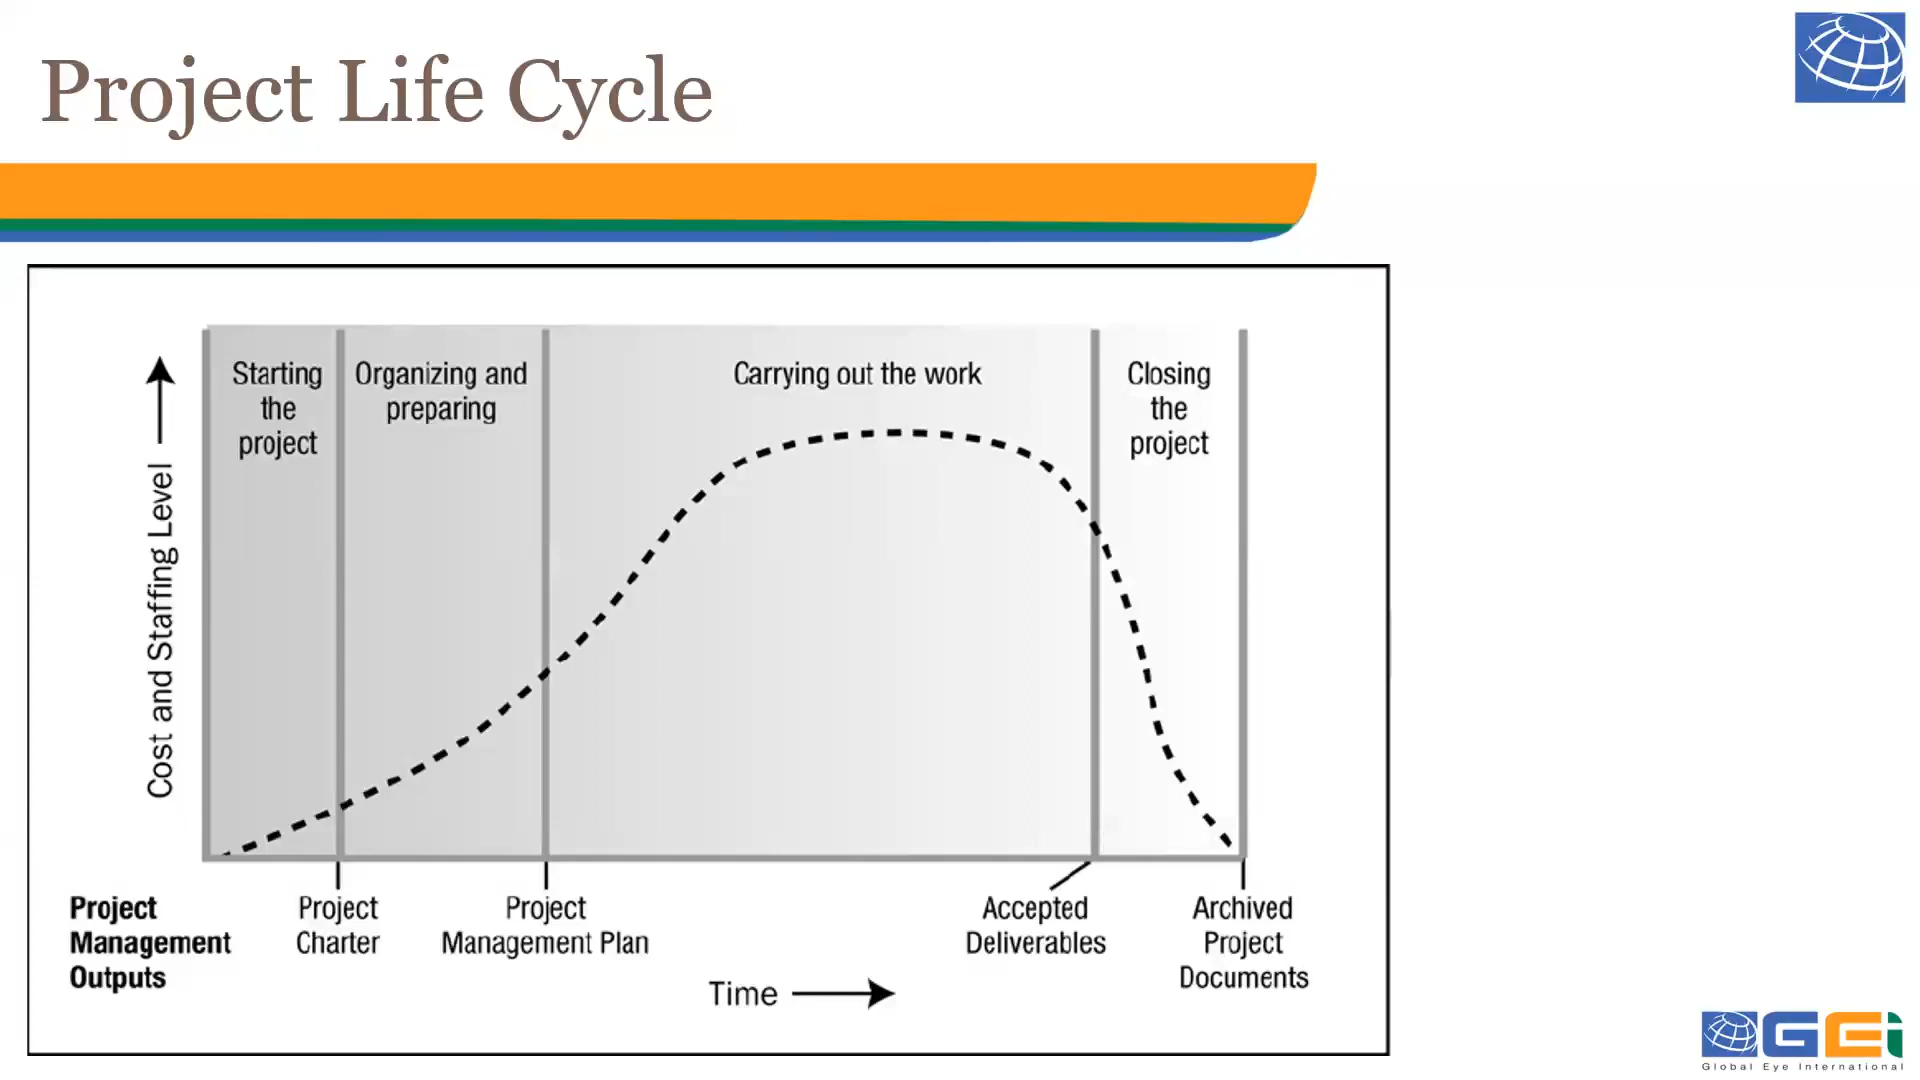 Project Life Cycle
Starting
the
project
Organizing and
preparing
Carrying out the work
Closing
the
project
Cost and Staffing Level
Project
Management
Outputs
Project
Charter
Project
Management Plan
Accepted
Deliverables
Archived
Project
Documents
Time
GEi
Global Eye International